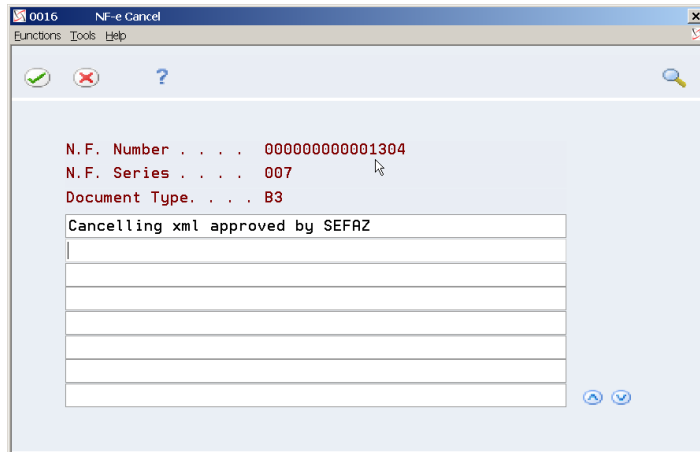 0016 NF-e Cancel
Functions Tools Help
?
N.F. Number . . . . 000000000001304
N.F. Series . . . . 007
Document Type. . . . B3
Cancelling xml approved by SEFAZ